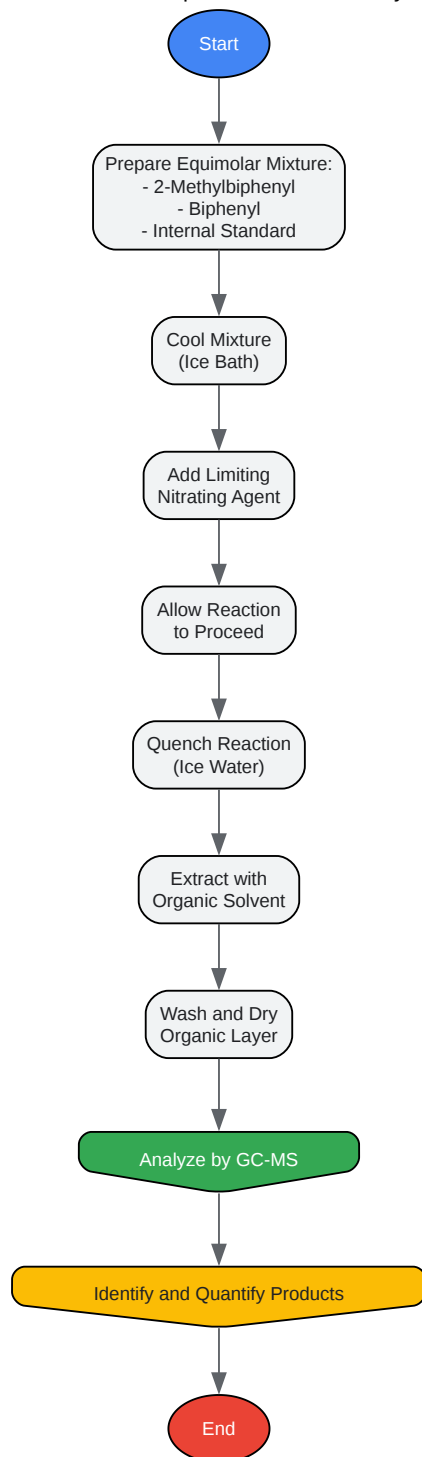 Start
Prepare Equimolar Mixture:
- 2-Methylbiphenyl
- Biphenyl
- Internal Standard
Cool Mixture
(Ice Bath)
Add Limiting
Nitrating Agent
Allow Reaction
to Proceed
Quench Reaction
(Ice Water)
Extract with
Organic Solvent
Wash and Dry
Organic Layer
Analyze by GC-MS
Identify and Quantify Products
End